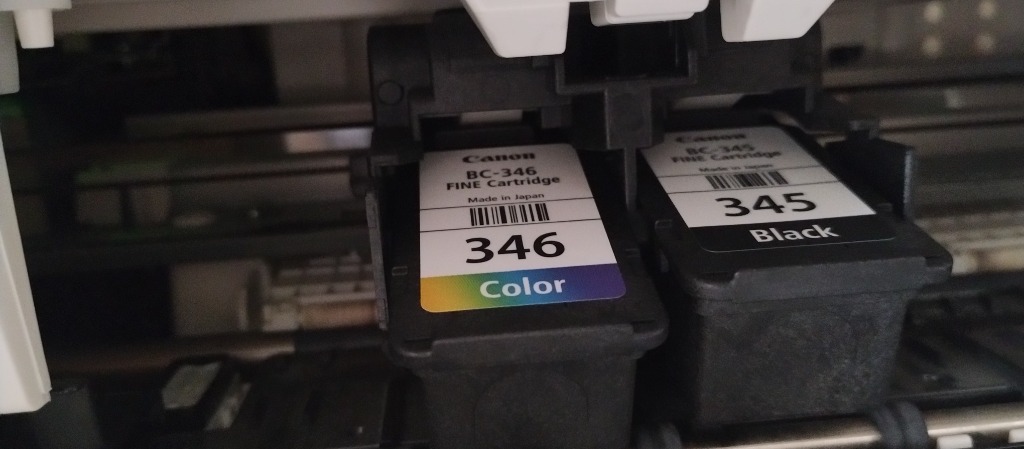 Canon
BC-346
FINE Cartridge
Made in Japan
346
Color
Canon
BC-345
FINE Cartridge
Made in Japan
345
Black